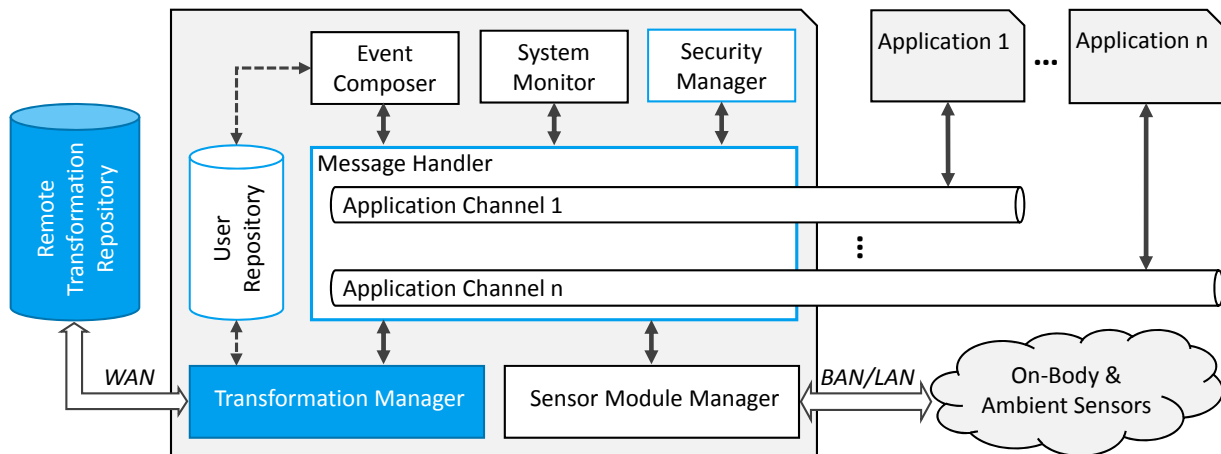 Event
Composer
System
Monitor
Security
Manager
Application 1
...
Application n
Remote
Transformation
Repository
User
Repository
Message Handler
Application Channel 1
...
Application Channel n
WAN
Transformation Manager
Sensor Module Manager
BAN/LAN
On-Body &
Ambient Sensors